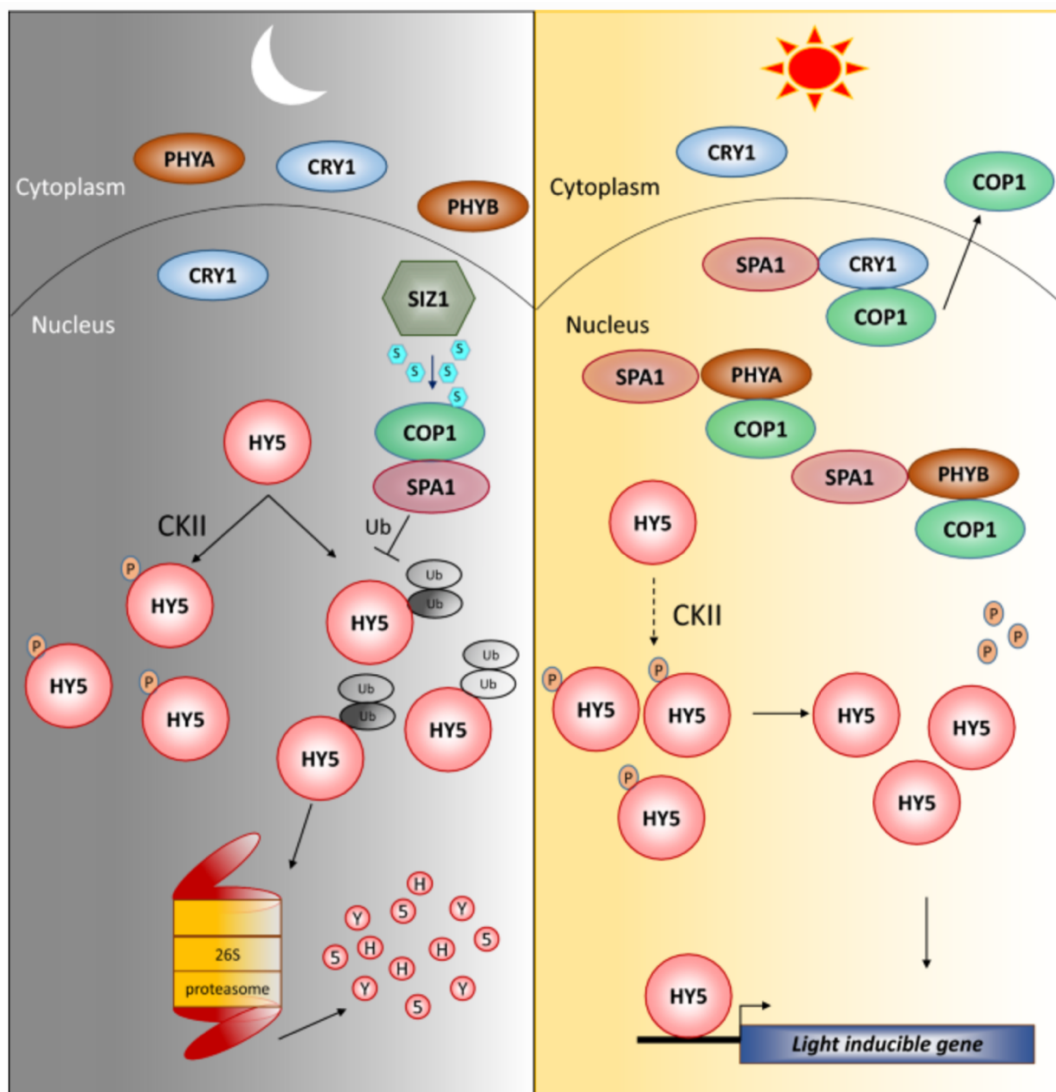 PHYA
CRY1
Cytoplasm
PHYB
CRY1
SIZ1
Nucleus
S
S
S
S
S
COP1
HY5
SPA1
CKII
Ub
P
HY5
Ub
Ub
HY5
P
HY5
P
HY5
Ub
Ub
Ub
Ub
HY5
HY5
26S
proteasome
H
Y
5
Y
5
H
H
5
H
Y
Y
5
CRY1
Cytoplasm
COP1
SPA1
CRY1
COP1
Nucleus
SPA1
PHYA
COP1
SPA1
PHYB
COP1
HY5
CKII
P
P
P
P
HY5
P
HY5
HY5
HY5
P
HY5
HY5
HY5
Light inducible gene